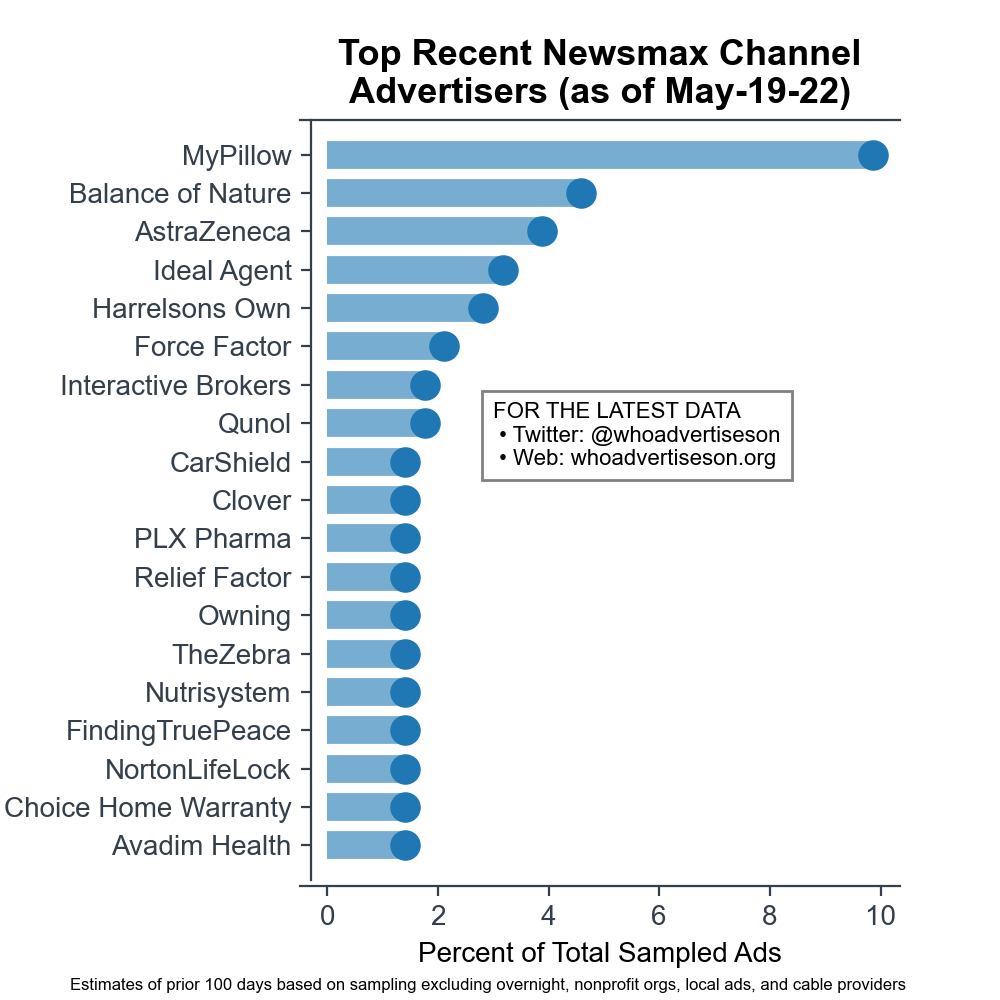 Top Recent Newsmax Channel
Advertisers (as of May-19-22)
MyPillow
Balance of Nature
AstraZeneca
Ideal Agent
Harrelsons Own
Force Factor
Interactive Brokers
Qunol
CarShield
Clover
PLX Pharma
Relief Factor
Owning
TheZebra
Nutrisystem
FindingTruePeace
NortonLifeLock
Choice Home Warranty
Avadim Health
FOR THE LATEST DATA
• Twitter: @whoadvertiseson
• Web: whoadvertiseson.org
0 2 4 6 8 10
Percent of Total Sampled Ads
Estimates of prior 100 days based on sampling excluding overnight, nonprofit orgs, local ads, and cable providers